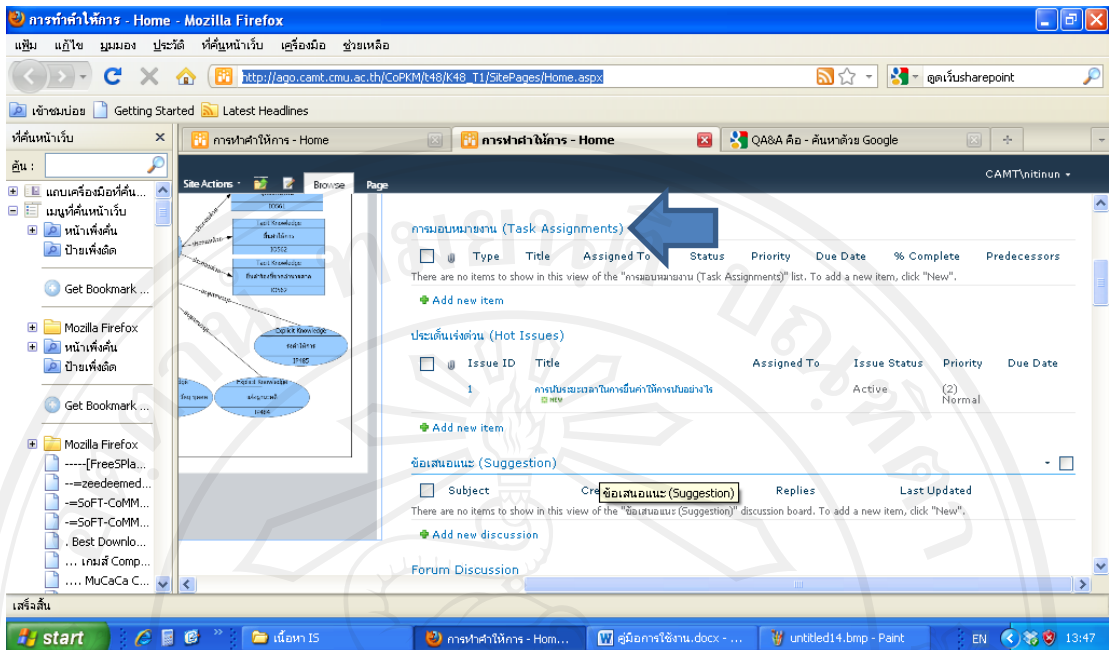 การทำคำให้การ - Home - Mozilla Firefox
แฟ้ม แก้ไข มุมมอง ประวัติ ที่คั่นหน้าเว็บ เครื่องมือ ช่วยเหลือ
http://ago.camt.cmu.ac.th/CoPKM/t48/K48_T1/SitePages/Home.aspx
ดูดเว็บsharepoint
เข้าชมบ่อย Getting Started Latest Headlines
ที่คั่นหน้าเว็บ
การทำคำให้การ - Home
การทำคำให้การ - Home
QA&A คือ - ค้นหาด้วย Google
ค้น :
แถบเครื่องมือที่คั่น...
เมนูที่คั่นหน้าเว็บ
หน้าเพิ่งคั่น
ป้ายเพิ่งติด
Get Bookmark ...
Mozilla Firefox
หน้าเพิ่งคั่น
ป้ายเพิ่งติด
Get Bookmark ...
Mozilla Firefox
-----[FreeSPla...
--=zeedeemed...
-=SoFT-CoMM...
-=SoFT-CoMM...
. Best Downlo...
... เกมส์ Comp...
.... MuCaCa C...
Site Actions Browse Page
CAMT\nitinun
Tacit Knowledge
ยื่นคำให้การ
Tacit Knowledge
Explicit Knowledge
Explicit Knowledge
การมอบหมายงาน (Task Assignments)
Type Title Assigned To Status Priority Due Date % Complete Predecessors
There are no items to show in this view of the "การมอบหมายงาน (Task Assignments)" list. To add a new item, click "New".
Add new item
ประเด็นเร่งด่วน (Hot Issues)
Issue ID Title Assigned To Issue Status Priority Due Date
1 การนับระยะเวลาในการยื่นคำให้การนับอย่างไร Active (2) Normal
NEW
Add new item
ข้อเสนอแนะ (Suggestion)
Subject Cre ข้อเสนอแนะ (Suggestion) Replies Last Updated
There are no items to show in this view of the "ข้อเสนอแนะ (Suggestion)" discussion board. To add a new item, click "New".
Add new discussion
Forum Discussion
เสร็จสิ้น
start
เนื้อหา IS
การทำคำให้การ - Hom...
คู่มือการใช้งาน.docx - ...
untitled14.bmp - Paint
EN
13:47